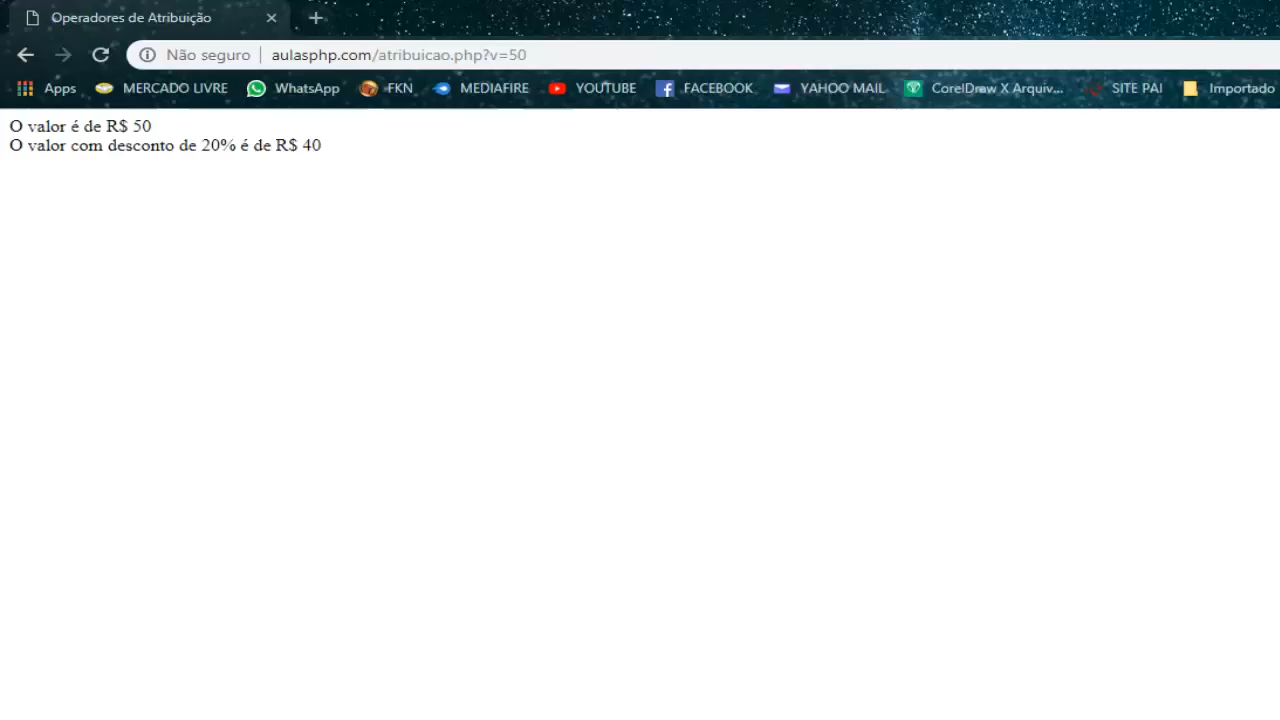 Operadores de Atribuição
Não seguro | aulasphp.com/atribuicao.php?v=50
Apps MERCADO LIVRE WhatsApp FKN MEDIAFIRE YOUTUBE FACEBOOK YAHOO MAIL CorelDraw X Arquiv... SITE PAI Importado
O valor é de R$ 50
O valor com desconto de 20% é de R$ 40